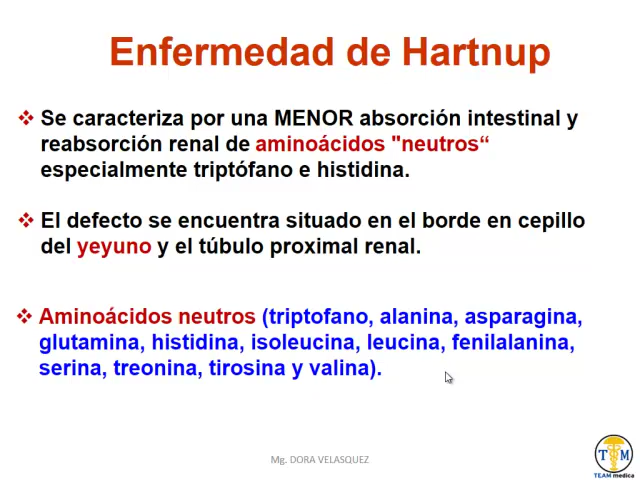 Enfermedad de Hartnup
❖ Se caracteriza por una MENOR absorción intestinal y
reabsorción renal de aminoácidos "neutros“
especialmente triptófano e histidina.
❖ El defecto se encuentra situado en el borde en cepillo
del yeyuno y el túbulo proximal renal.
❖ Aminoácidos neutros (triptofano, alanina, asparagina,
glutamina, histidina, isoleucina, leucina, fenilalanina,
serina, treonina, tirosina y valina).
Mg. DORA VELASQUEZ
T M
TEAM medica